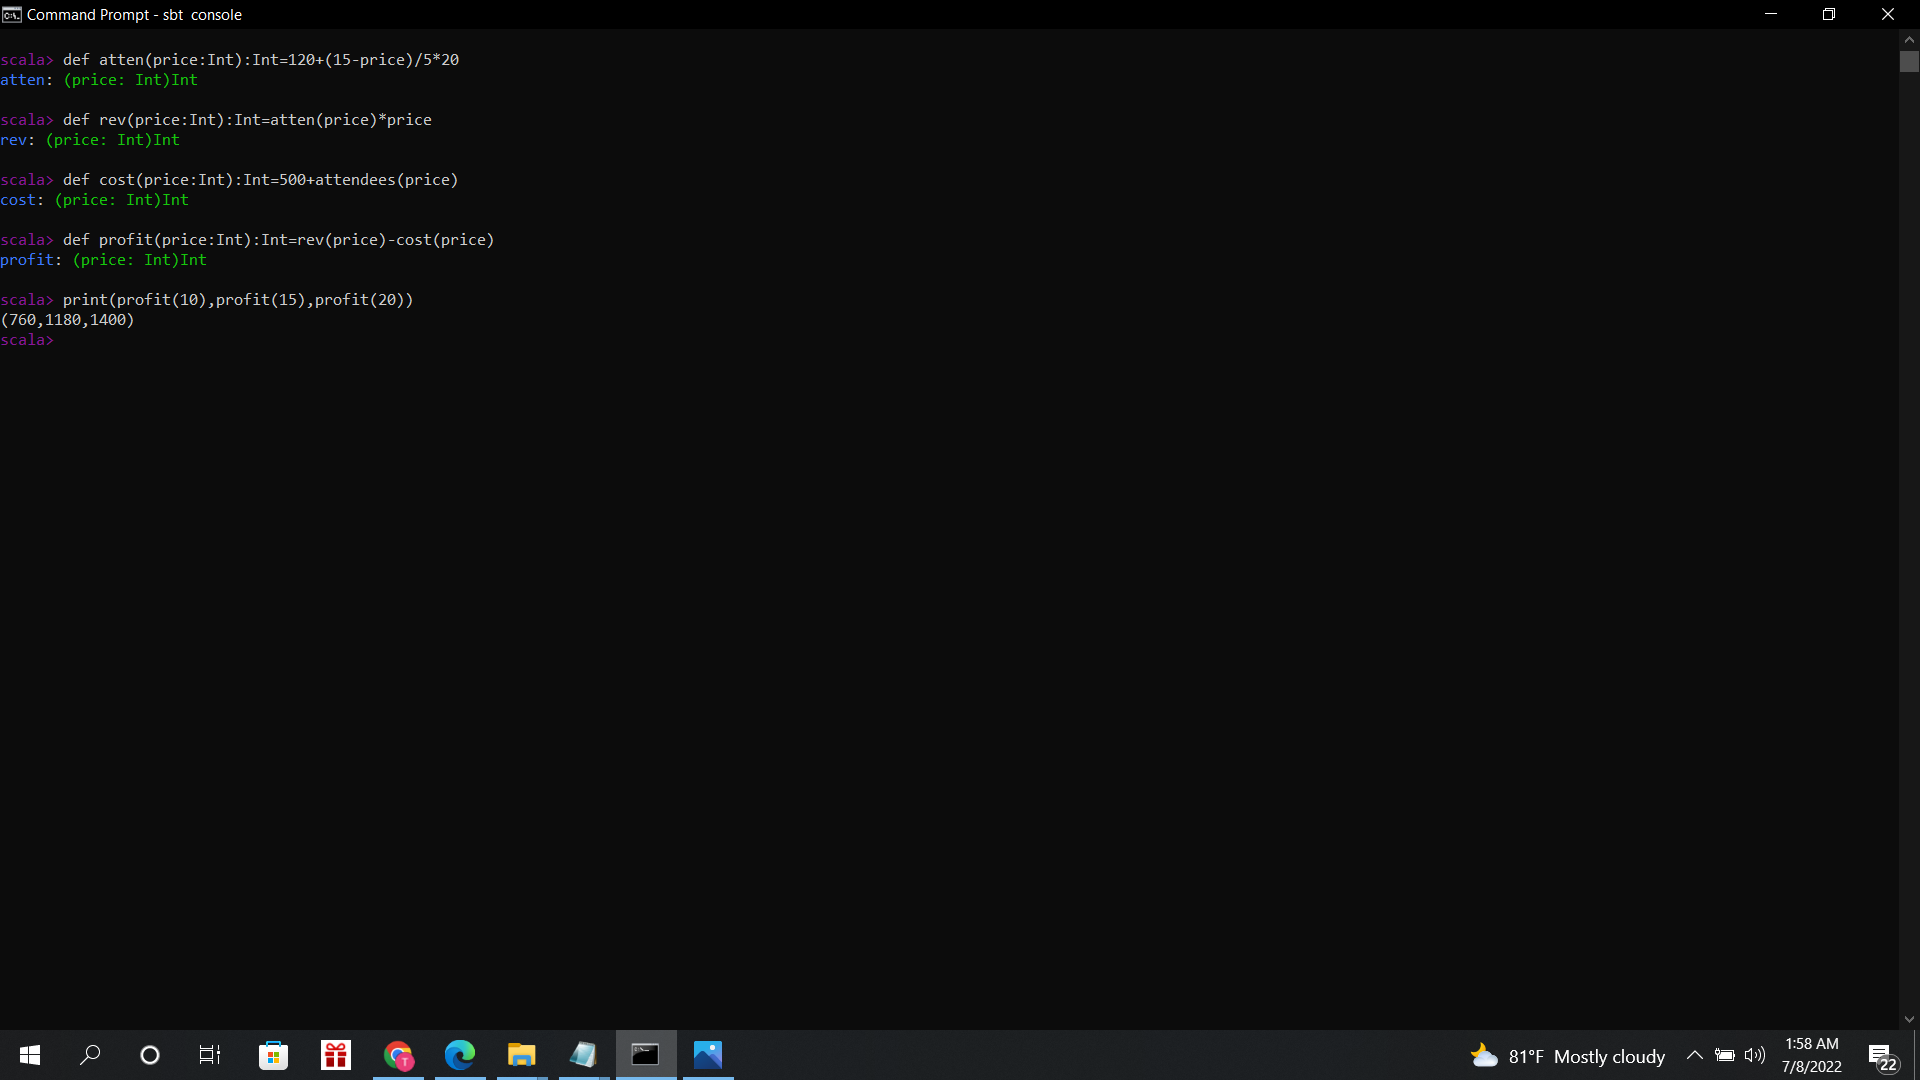 Command Prompt - sbt  console
scala> def atten(price:Int):Int=120+(15-price)/5*20
atten: (price: Int)Int
scala> def rev(price:Int):Int=atten(price)*price
rev: (price: Int)Int
scala> def cost(price:Int):Int=500+attendees(price)
cost: (price: Int)Int
scala> def profit(price:Int):Int=rev(price)-cost(price)
profit: (price: Int)Int
scala> print(profit(10),profit(15),profit(20))
(760,1180,1400)
scala>
T
81°F  Mostly cloudy
1:58 AM
7/8/2022
22